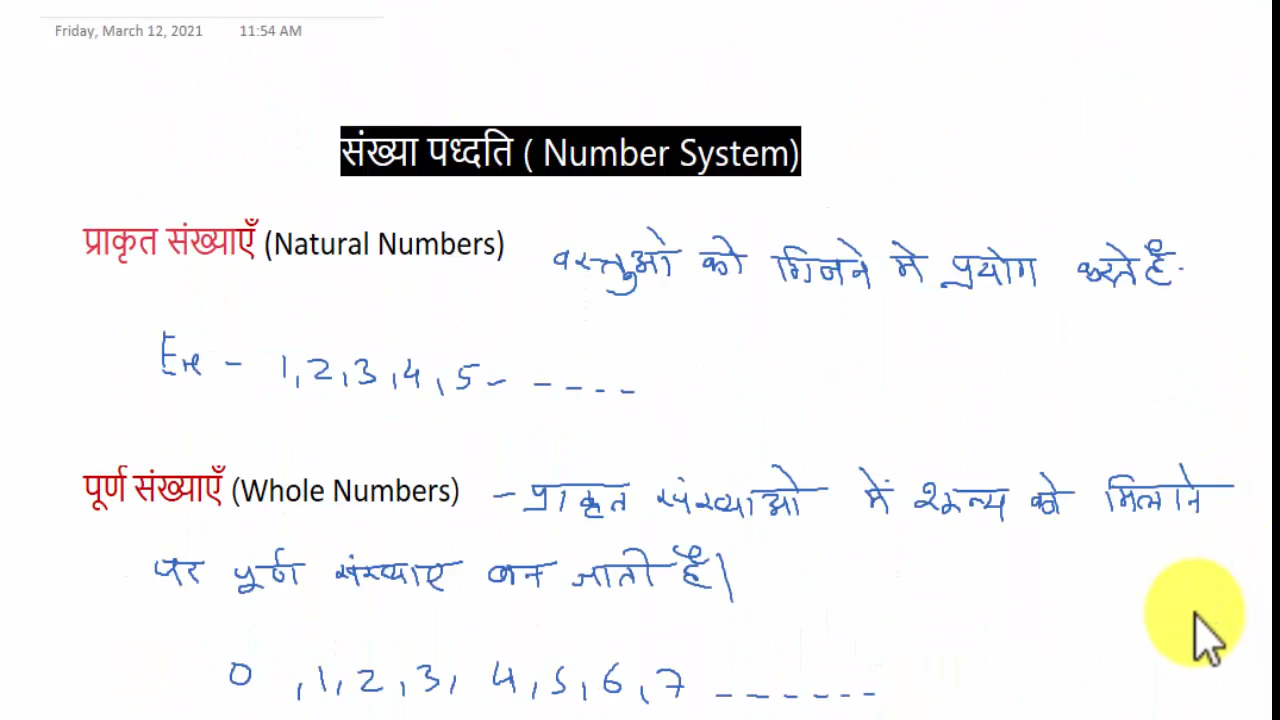 Friday, March 12, 2021 11:54 AM
संख्या पध्दति ( Number System)
प्राकृत संख्याएँ (Natural Numbers) वस्तुओ को गिनने मे प्रयोग करते हैं.
Ex - 1, 2, 3, 4, 5 - - - - -
पूर्ण संख्याएँ (Whole Numbers) - प्राकृत संख्याओ में शून्य को मिलाने
पर पूर्ण संख्याए बन जाती हैं।
0 , 1, 2, 3, 4, 5, 6, 7 - - - - - - -